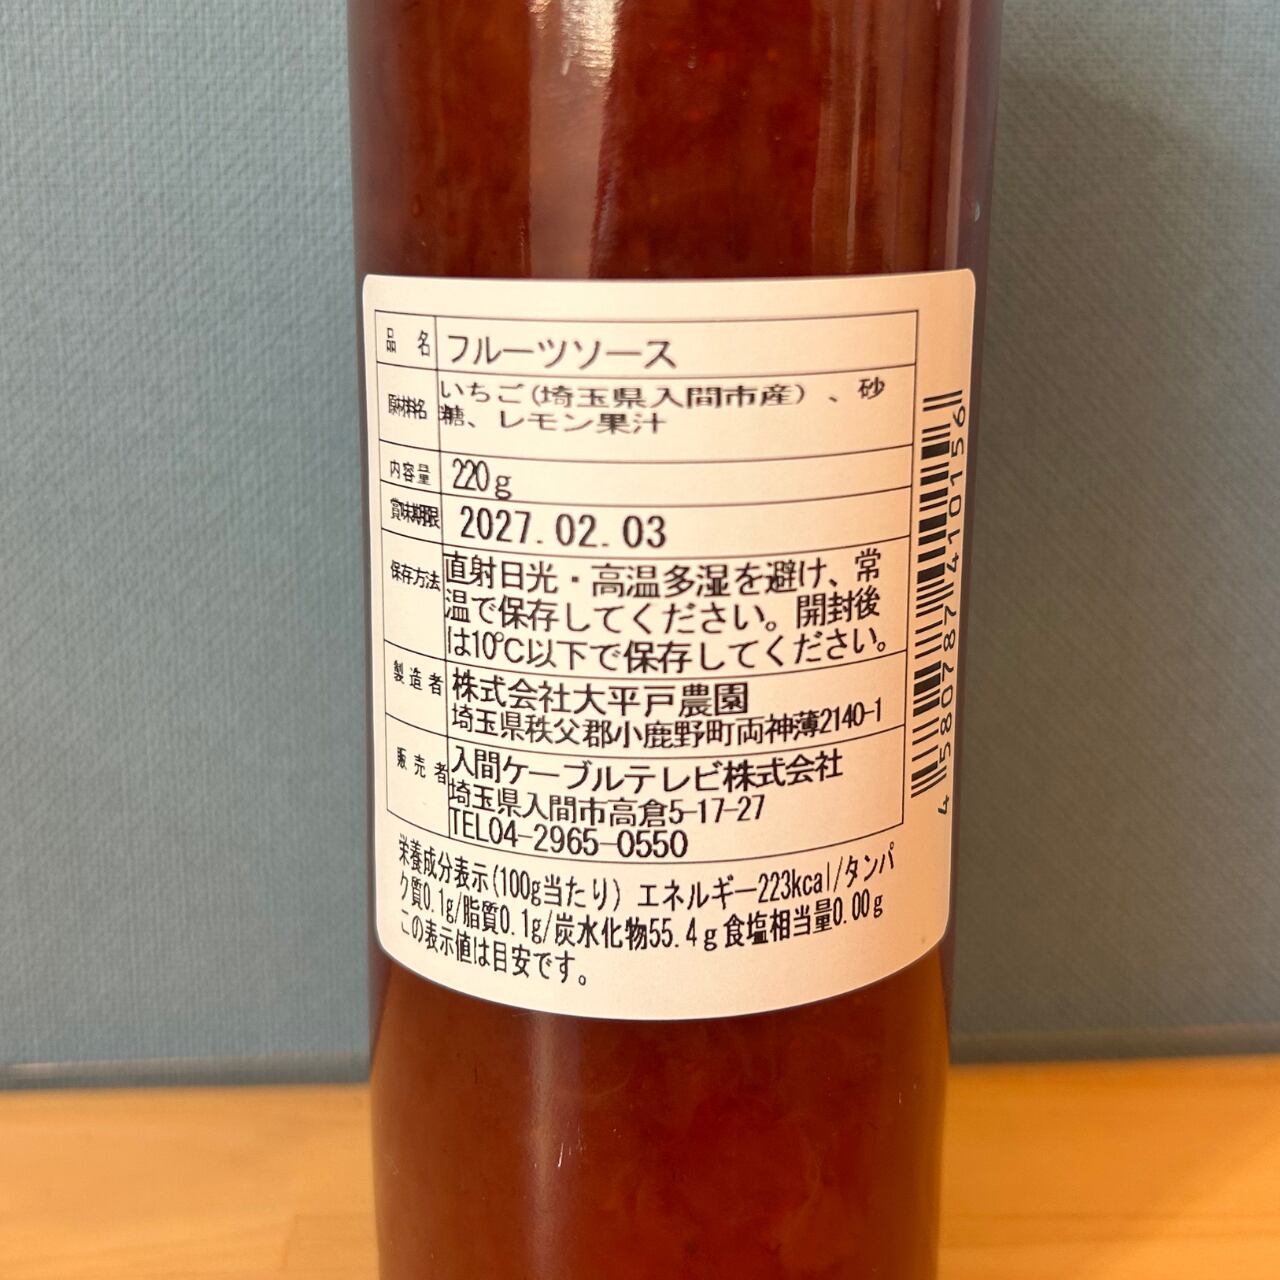 品名 フルーツソース
原材料名 いちご(埼玉県入間市産)、砂
糖、レモン果汁
内容量 220g
賞味期限 2027.02.03
保存方法 直射日光・高温多湿を避け、常
温で保存してください。開封後
は10℃以下で保存してください。
製造者 株式会社大平戸農園
埼玉県秩父郡小鹿野町両神薄2140-1
販売者 入間ケーブルテレビ株式会社
埼玉県入間市高倉5-17-27
TEL04-2965-0550
栄養成分表示(100g当たり) エネルギー223kcal/タンパ
ク質0.1g/脂質0.1g/炭水化物55.4g食塩相当量0.00g
この表示値は目安です。
4580787410156